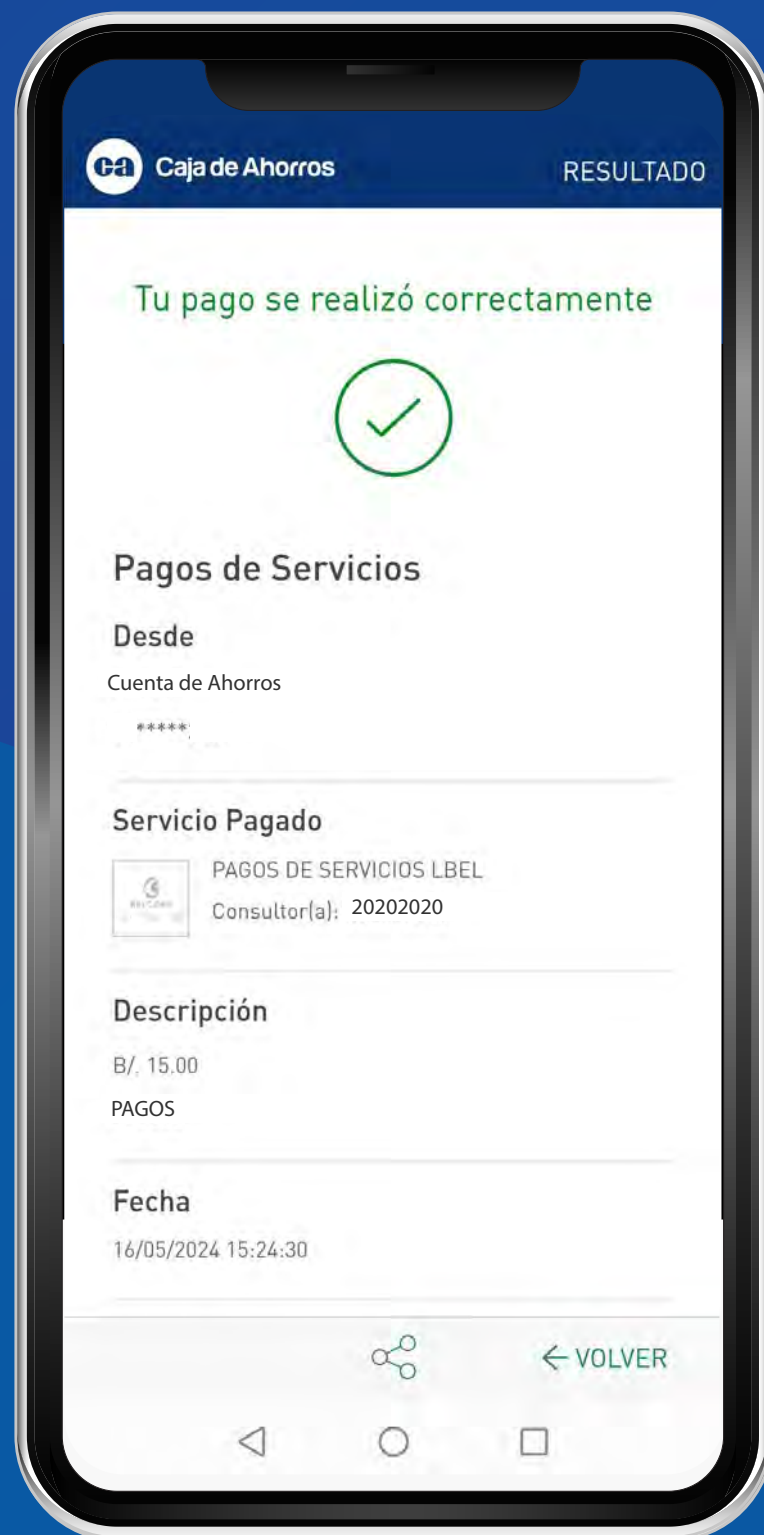 ca Caja de Ahorros
RESULTADO
Tu pago se realizó correctamente
Pagos de Servicios
Desde
Cuenta de Ahorros
*****
Servicio Pagado
PAGOS DE SERVICIOS LBEL
Consultor(a): 20202020
Descripción
B/. 15.00
PAGOS
Fecha
16/05/2024 15:24:30
VOLVER